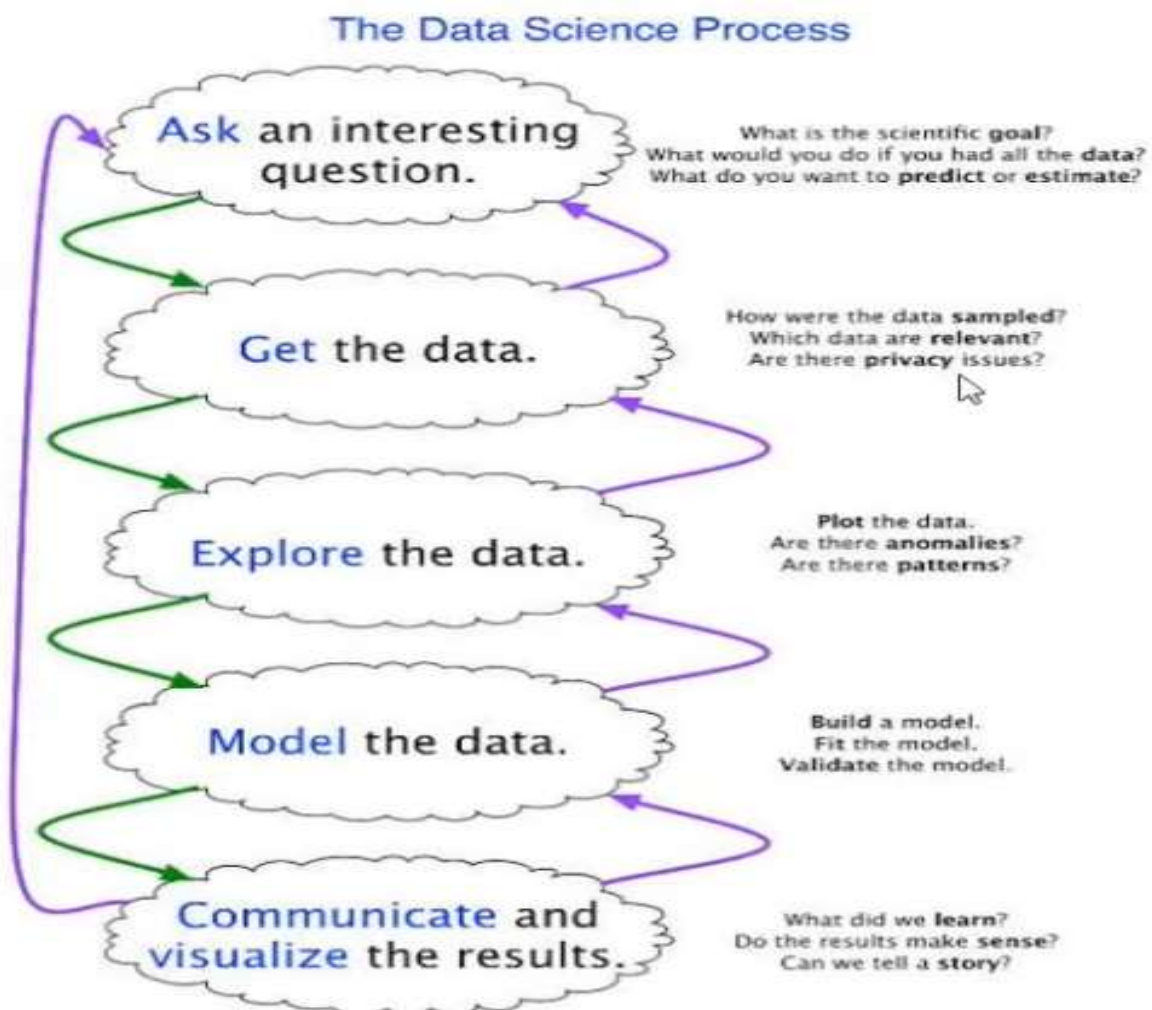 The Data Science Process
Ask an interesting
question.
What is the scientific goal?
What would you do if you had all the data?
What do you want to predict or estimate?
Get the data.
How were the data sampled?
Which data are relevant?
Are there privacy issues?
Explore the data.
Plot the data.
Are there anomalies?
Are there patterns?
Model the data.
Build a model.
Fit the model.
Validate the model.
Communicate and
visualize the results.
What did we learn?
Do the results make sense?
Can we tell a story?